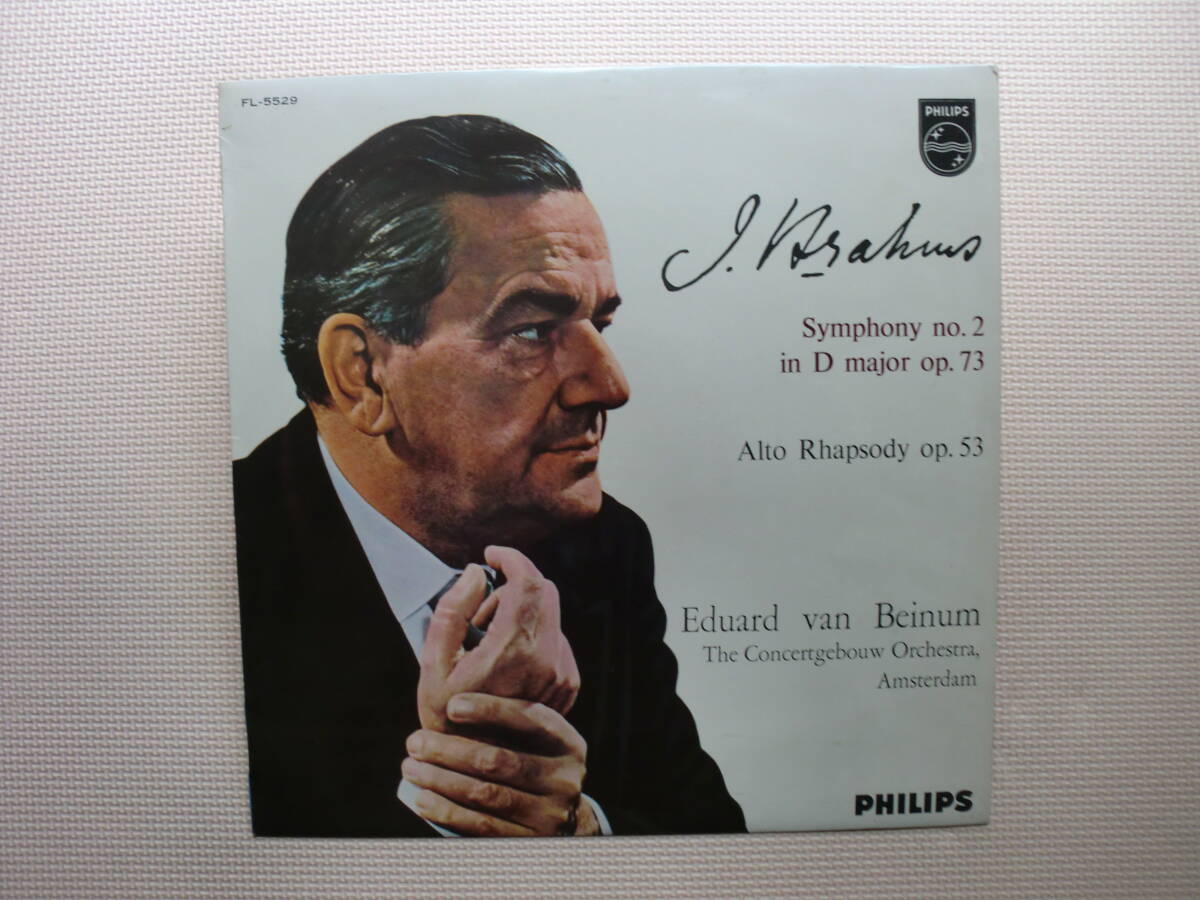 FL-5529
PHILIPS
J. Brahms
Symphony no. 2
in D major op. 73
Alto Rhapsody op. 53
Eduard van Beinum
The Concertgebouw Orchestra,
Amsterdam
PHILIPS